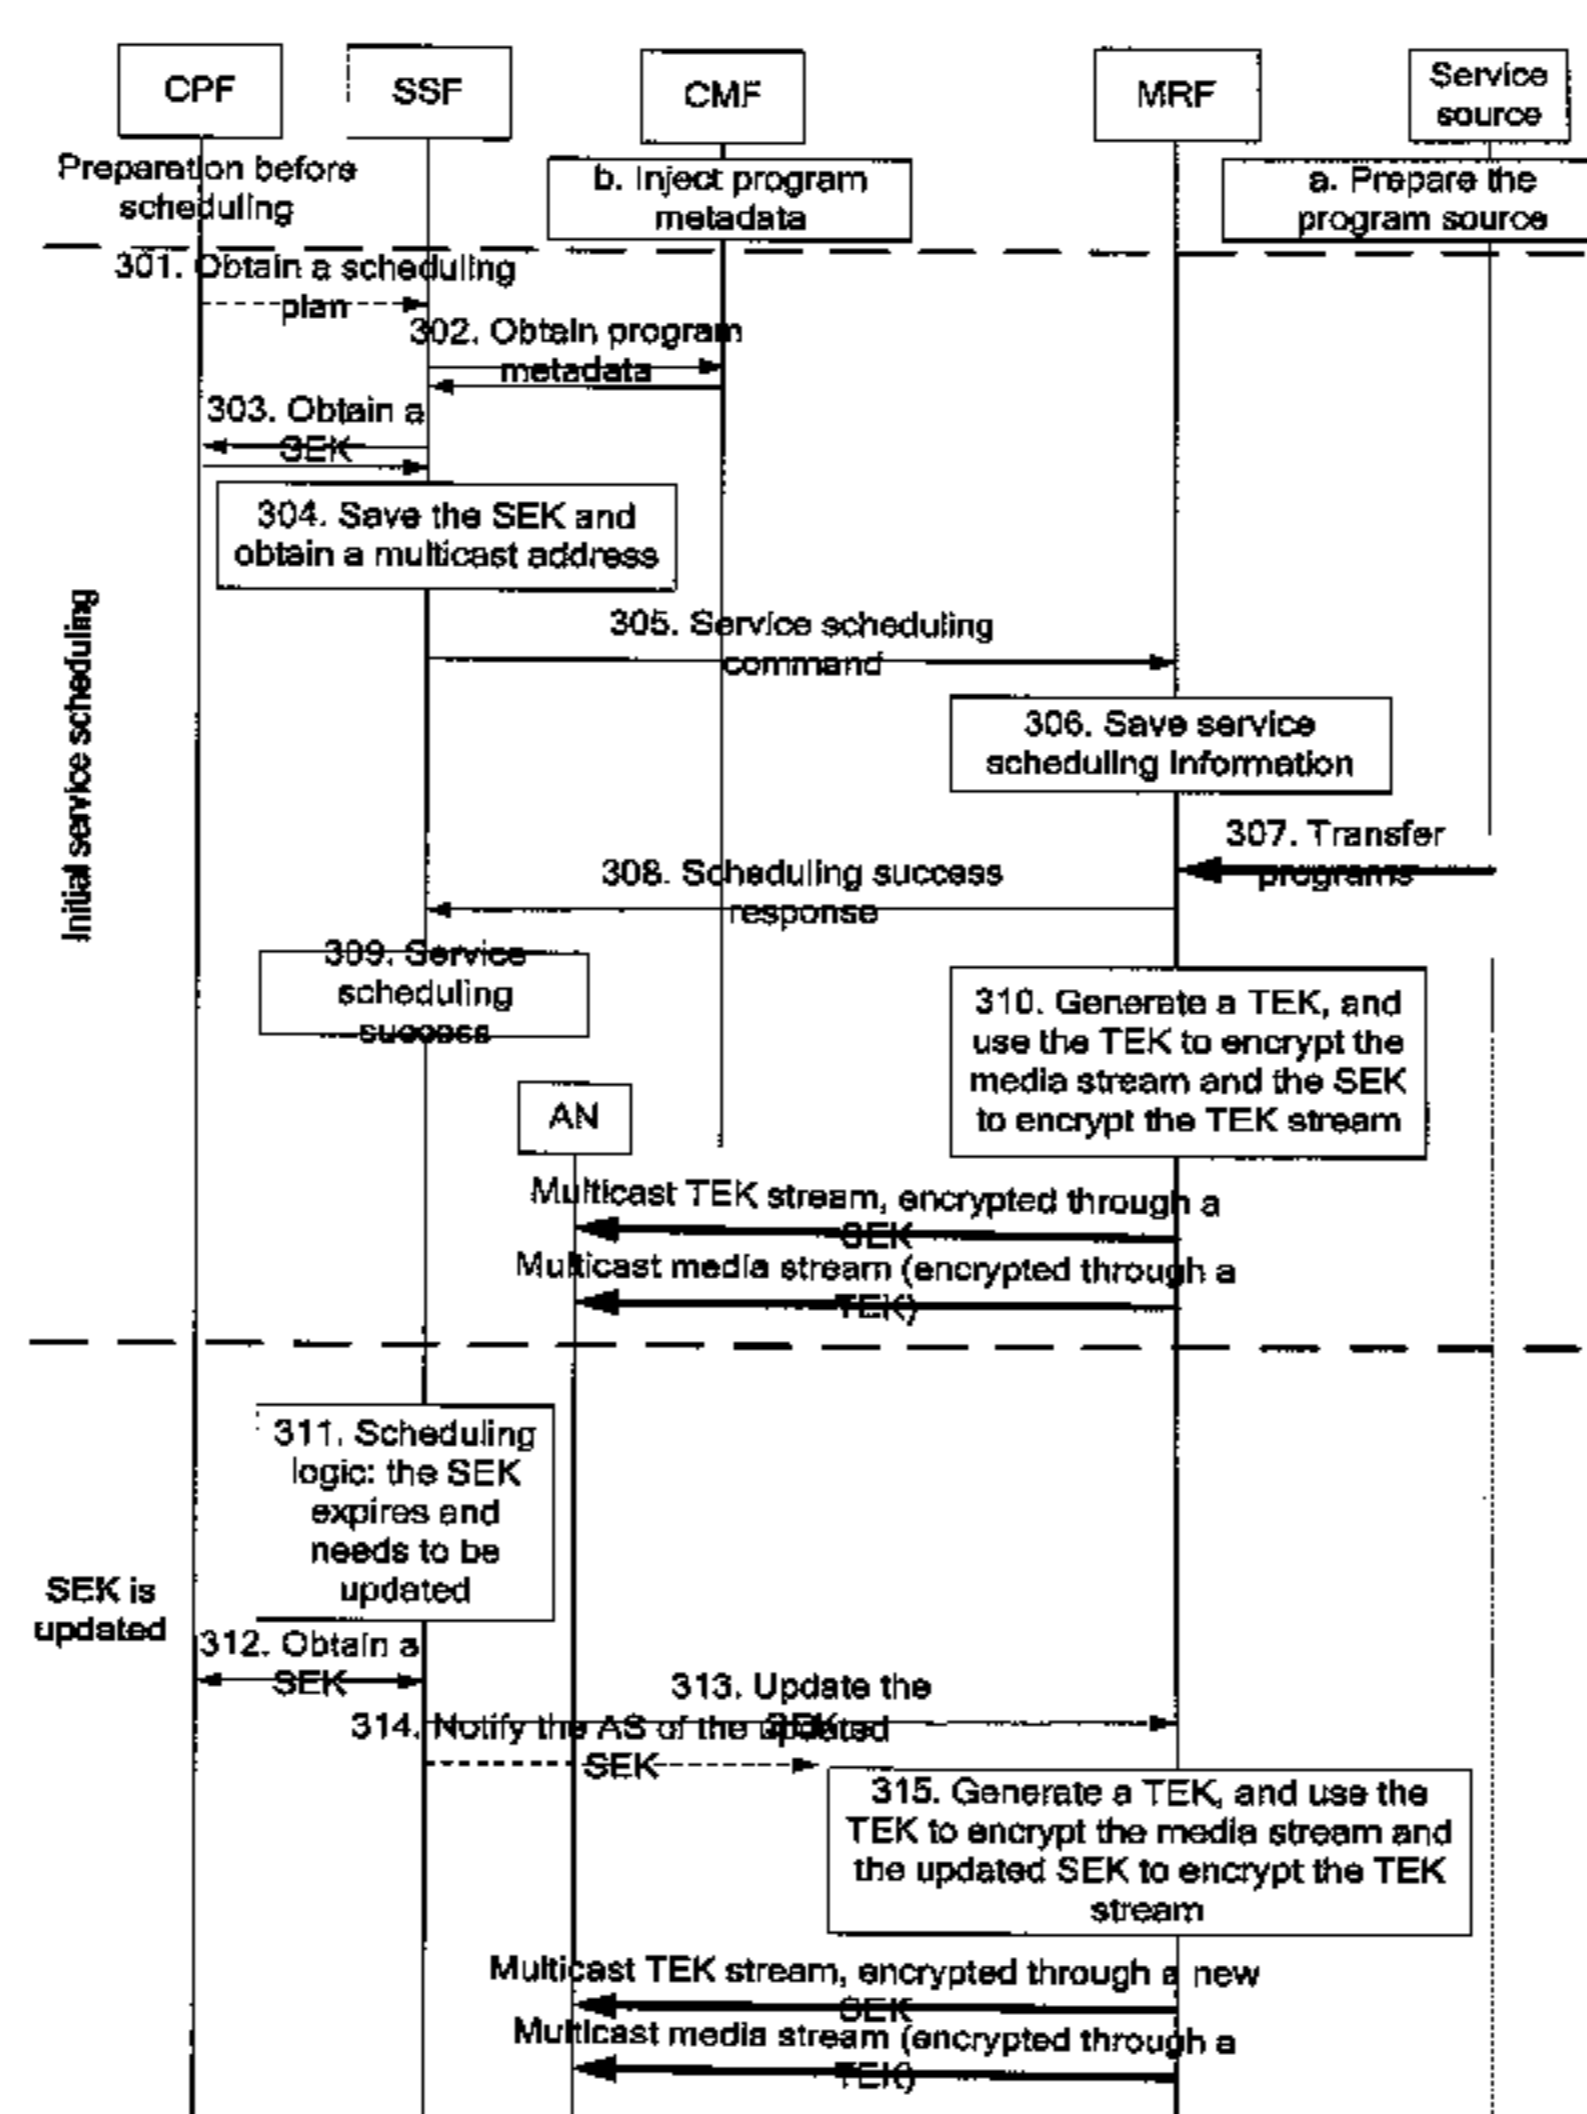 CPF
SSF
CMF
MRF
Service
source
Preparation before
scheduling
b. Inject program
metadata
a. Prepare the
program source
301. Obtain a scheduling
plan
302. Obtain program
metadata
303. Obtain a
SEK
304. Save the SEK and
obtain a multicast address
Initial service scheduling
305. Service scheduling
command
306. Save service
scheduling information
307. Transfer
programs
308. Scheduling success
response
309. Service
scheduling
success
310. Generate a TEK, and
use the TEK to encrypt the
media stream and the SEK
to encrypt the TEK stream
AN
Multicast TEK stream, encrypted through a
SEK
Multicast media stream (encrypted through a
TEK)
311. Scheduling
logic: the SEK
expires and
needs to be
updated
SEK is
updated
312. Obtain a
SEK
313. Update the
SEK
314. Notify the AS of the updated
SEK
315. Generate a TEK, and use the
TEK to encrypt the media stream and
the updated SEK to encrypt the TEK
stream
Multicast TEK stream, encrypted through a new
SEK
Multicast media stream (encrypted through a
TEK)